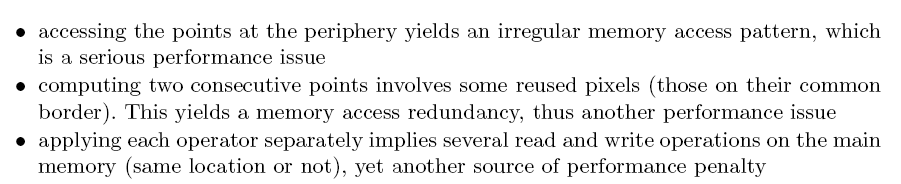 • accessing the points at the periphery yields an irregular memory access pattern, which
is a serious performance issue
• computing two consecutive points involves some reused pixels (those on their common
border). This yields a memory access redundancy, thus another performance issue
• applying each operator separately implies several read and write operations on the main
memory (same location or not), yet another source of performance penalty